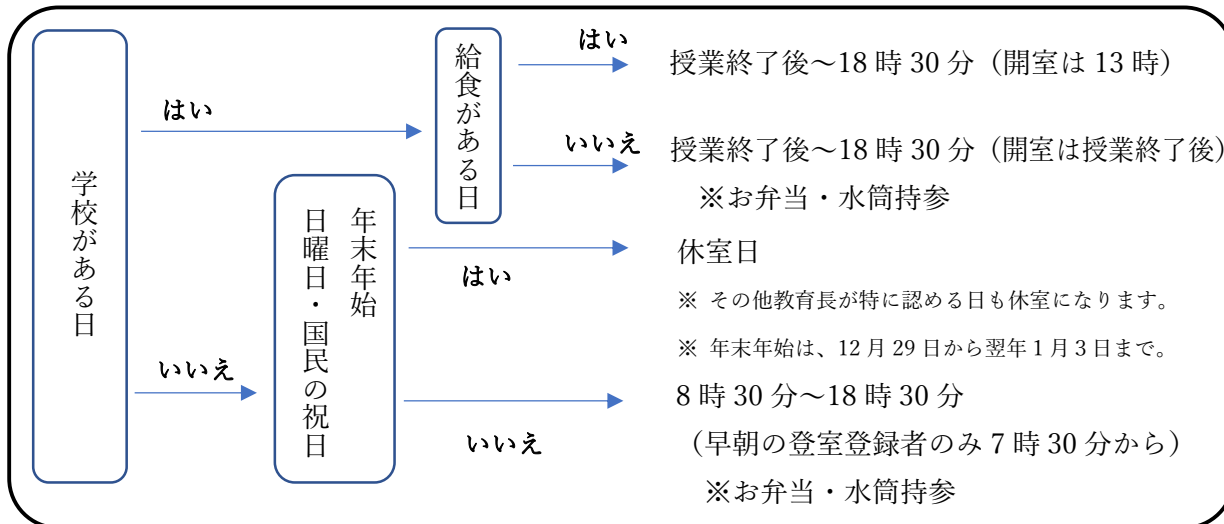 学校がある日
はい
給食がある日
はい
授業終了後～18 時 30 分（開室は 13 時）
いいえ
授業終了後～18 時 30 分（開室は授業終了後）
※お弁当・水筒持参
いいえ
年末年始
日曜日・国民の祝日
はい
休室日
※ その他教育長が特に認める日も休室になります。
※ 年末年始は、12 月 29 日から翌年 1 月 3 日まで。
いいえ
8 時 30 分～18 時 30 分
（早朝の登室登録者のみ 7 時 30 分から）
※お弁当・水筒持参